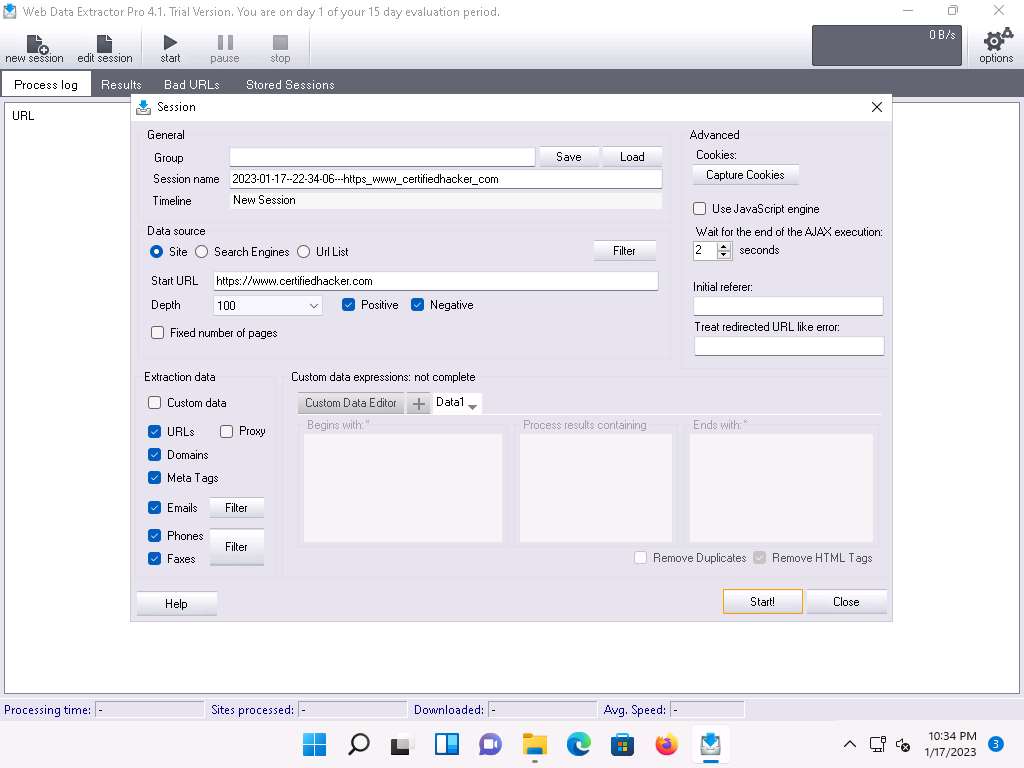 Web Data Extractor Pro 4.1. Trial Version. You are on day 1 of your 15 day evaluation period.
new session edit session start pause stop 0 B/s options
Process log Results Bad URLs Stored Sessions
URL
Session
General
Group Save Load
Session name 2023-01-17--22-34-06---https_www_certifiedhacker_com
Timeline New Session
Data source
Site Search Engines Url List Filter
Start URL https://www.certifiedhacker.com
Depth 100 Positive Negative
Fixed number of pages
Advanced
Cookies:
Capture Cookies
Use JavaScript engine
Wait for the end of the AJAX execution:
2 seconds
Initial referer:
Treat redirected URL like error:
Extraction data
Custom data
URLs Proxy
Domains
Meta Tags
Emails Filter
Phones
Filter
Faxes
Custom data expressions: not complete
Custom Data Editor + Data1
Begins with:* Process results containing Ends with:*
Remove Duplicates Remove HTML Tags
Help Start! Close
Processing time: - Sites processed: - Downloaded: - Avg. Speed: -
10:34 PM
1/17/2023
3